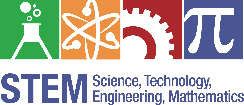 π
STEM
Science, Technology,
Engineering, Mathematics